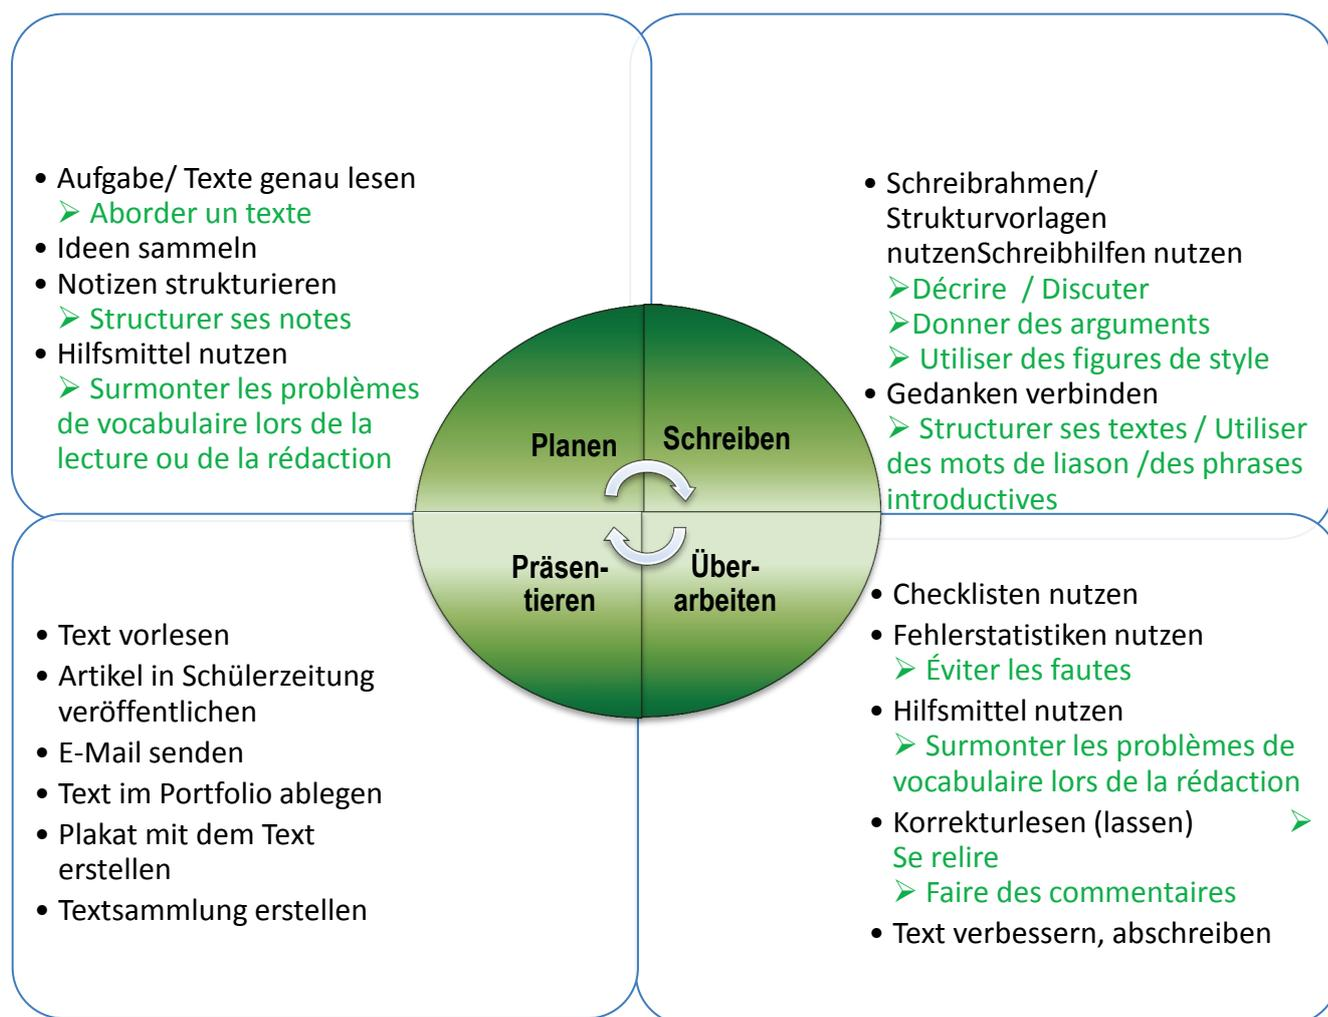 • Aufgabe/ Texte genau lesen
➢ Aborder un texte
• Ideen sammeln
• Notizen strukturieren
➢ Structurer ses notes
• Hilfsmittel nutzen
➢ Surmonter les problèmes
de vocabulaire lors de la
lecture ou de la rédaction
• Schreibrahmen/
Strukturvorlagen
nutzenSchreibhilfen nutzen
➢Décrire / Discuter
➢Donner des arguments
➢ Utiliser des figures de style
• Gedanken verbinden
➢ Structurer ses textes / Utiliser
des mots de liason /des phrases
introductives
Planen
Schreiben
Präsen-
tieren
Über-
arbeiten
• Text vorlesen
• Artikel in Schülerzeitung
veröffentlichen
• E-Mail senden
• Text im Portfolio ablegen
• Plakat mit dem Text
erstellen
• Textsammlung erstellen
• Checklisten nutzen
• Fehlerstatistiken nutzen
➢ Éviter les fautes
• Hilfsmittel nutzen
➢ Surmonter les problèmes de
vocabulaire lors de la rédaction
• Korrekturlesen (lassen) ➢
Se relire
➢ Faire des commentaires
• Text verbessern, abschreiben